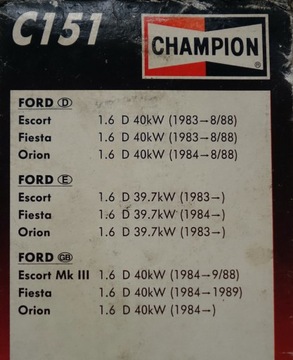 C151
CHAMPION
®
FORD D
Escort 1.6 D 40kW (1983→8/88)
Fiesta 1.6 D 40kW (1983→8/88)
Orion 1.6 D 40kW (1984→8/88)
FORD E
Escort 1.6 D 39.7kW (1983→)
Fiesta 1.6 D 39.7kW (1984→)
Orion 1.6 D 39.7kW (1983→)
FORD GB
Escort Mk III 1.6 D 40kW (1984→9/88)
Fiesta 1.6 D 40kW (1984→1989)
Orion 1.6 D 40kW (1984→)